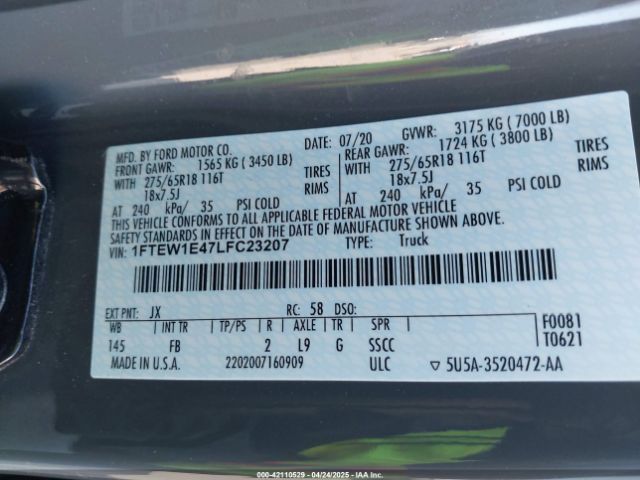 MFD. BY FORD MOTOR CO. DATE: 07/20 GVWR: 3175 KG ( 7000 LB)
FRONT GAWR: 1565 KG ( 3450 LB) REAR GAWR: 1724 KG ( 3800 LB)
WITH 275/65R18 116T TIRES WITH 275/65R18 116T TIRES
18x7.5J RIMS 18x7.5J RIMS
AT 240 kPa/ 35 PSI COLD AT 240 kPa/ 35 PSI COLD
THIS VEHICLE CONFORMS TO ALL APPLICABLE FEDERAL MOTOR VEHICLE
SAFETY STANDARDS IN EFFECT ON THE DATE OF MANUFACTURE SHOWN ABOVE.
VIN: 1FTEW1E47LFC23207 TYPE: Truck
EXT PNT: JX RC: 58 DSO:
WB INT TR TP/PS R AXLE TR SPR F0081
145 FB 2 L9 G SSCC T0621
MADE IN U.S.A. 2202007160909 ULC ▽ 5U5A-3520472-AA
000-42110529 - 04/24/2025 - IAA Inc.